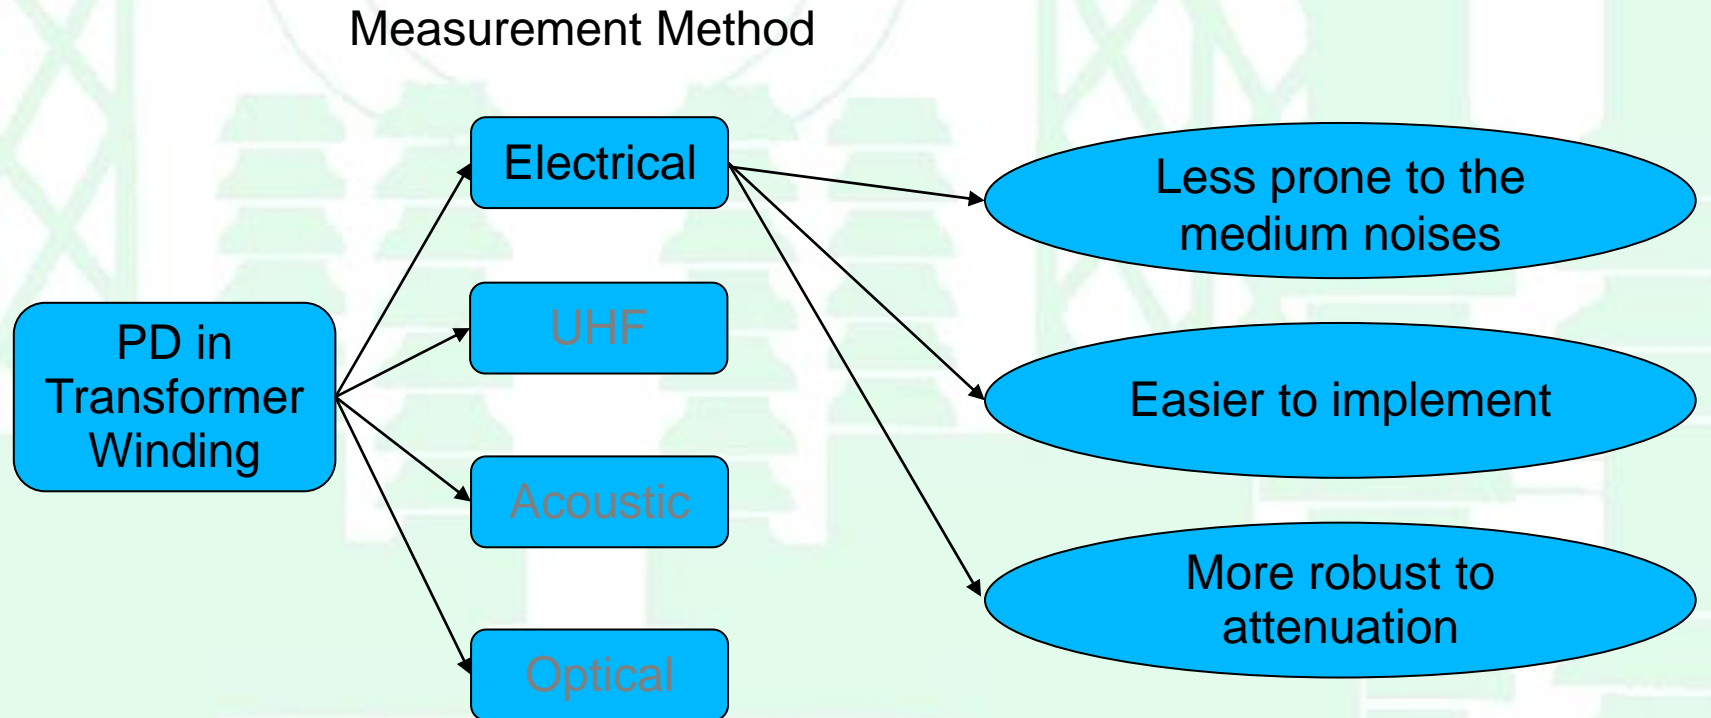 Measurement Method
PD in
Transformer
Winding
Electrical
UHF
Acoustic
Optical
Less prone to the
medium noises
Easier to implement
More robust to
attenuation